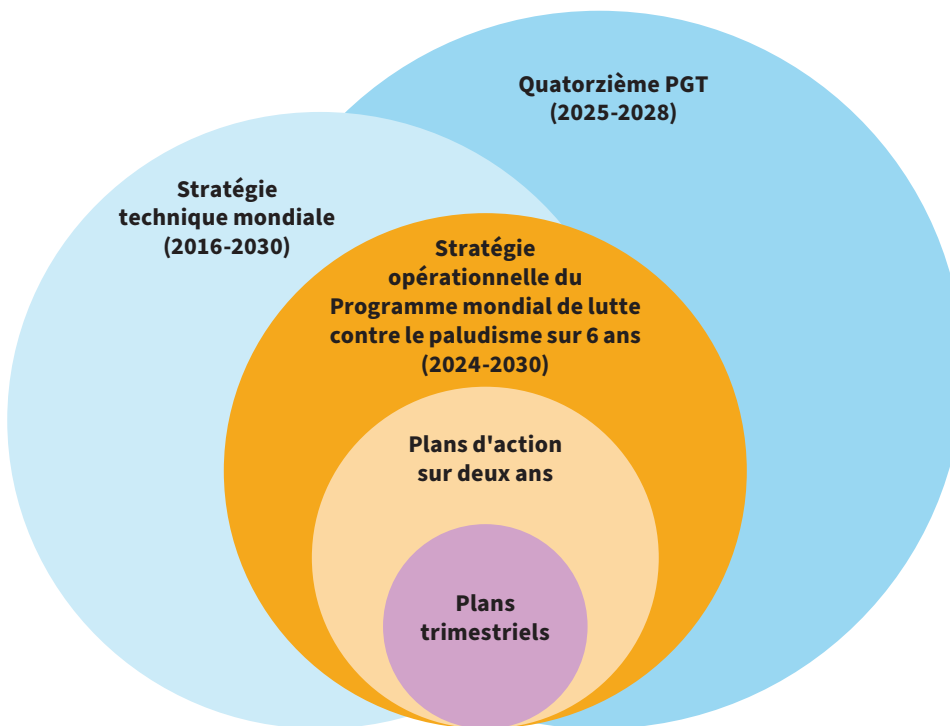 Quatorzième PGT
(2025-2028)
Stratégie
technique mondiale
(2016-2030)
Stratégie
opérationnelle du
Programme mondial de lutte
contre le paludisme sur 6 ans
(2024-2030)
Plans d'action
sur deux ans
Plans
trimestriels